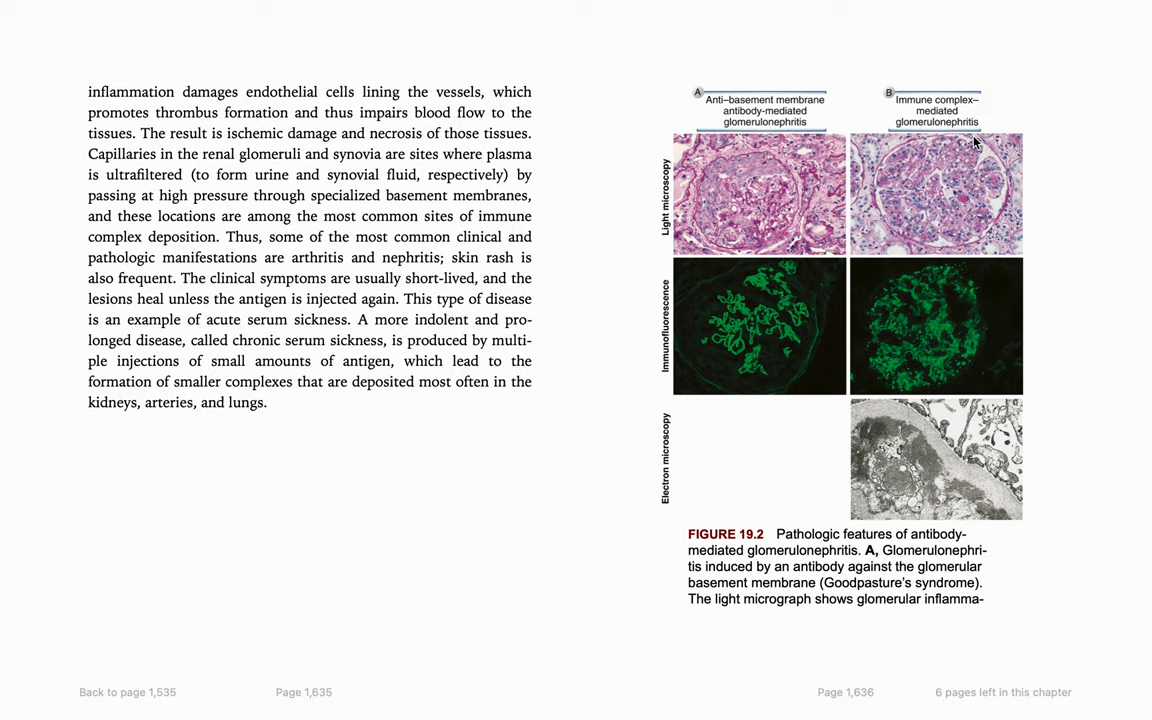 inflammation damages endothelial cells lining the vessels, which
promotes thrombus formation and thus impairs blood flow to the
tissues. The result is ischemic damage and necrosis of those tissues.
Capillaries in the renal glomeruli and synovia are sites where plasma
is ultrafiltered (to form urine and synovial fluid, respectively) by
passing at high pressure through specialized basement membranes,
and these locations are among the most common sites of immune
complex deposition. Thus, some of the most common clinical and
pathologic manifestations are arthritis and nephritis; skin rash is
also frequent. The clinical symptoms are usually short-lived, and the
lesions heal unless the antigen is injected again. This type of disease
is an example of acute serum sickness. A more indolent and pro-
longed disease, called chronic serum sickness, is produced by multi-
ple injections of small amounts of antigen, which lead to the
formation of smaller complexes that are deposited most often in the
kidneys, arteries, and lungs.
A
Anti–basement membrane
antibody-mediated
glomerulonephritis
B
Immune complex–
mediated
glomerulonephritis
Light microscopy
Immunofluorescence
Electron microscopy
FIGURE 19.2 Pathologic features of antibody-
mediated glomerulonephritis. A, Glomerulonephri-
tis induced by an antibody against the glomerular
basement membrane (Goodpasture's syndrome).
The light micrograph shows glomerular inflamma-
Back to page 1,535
Page 1,635
Page 1,636
6 pages left in this chapter